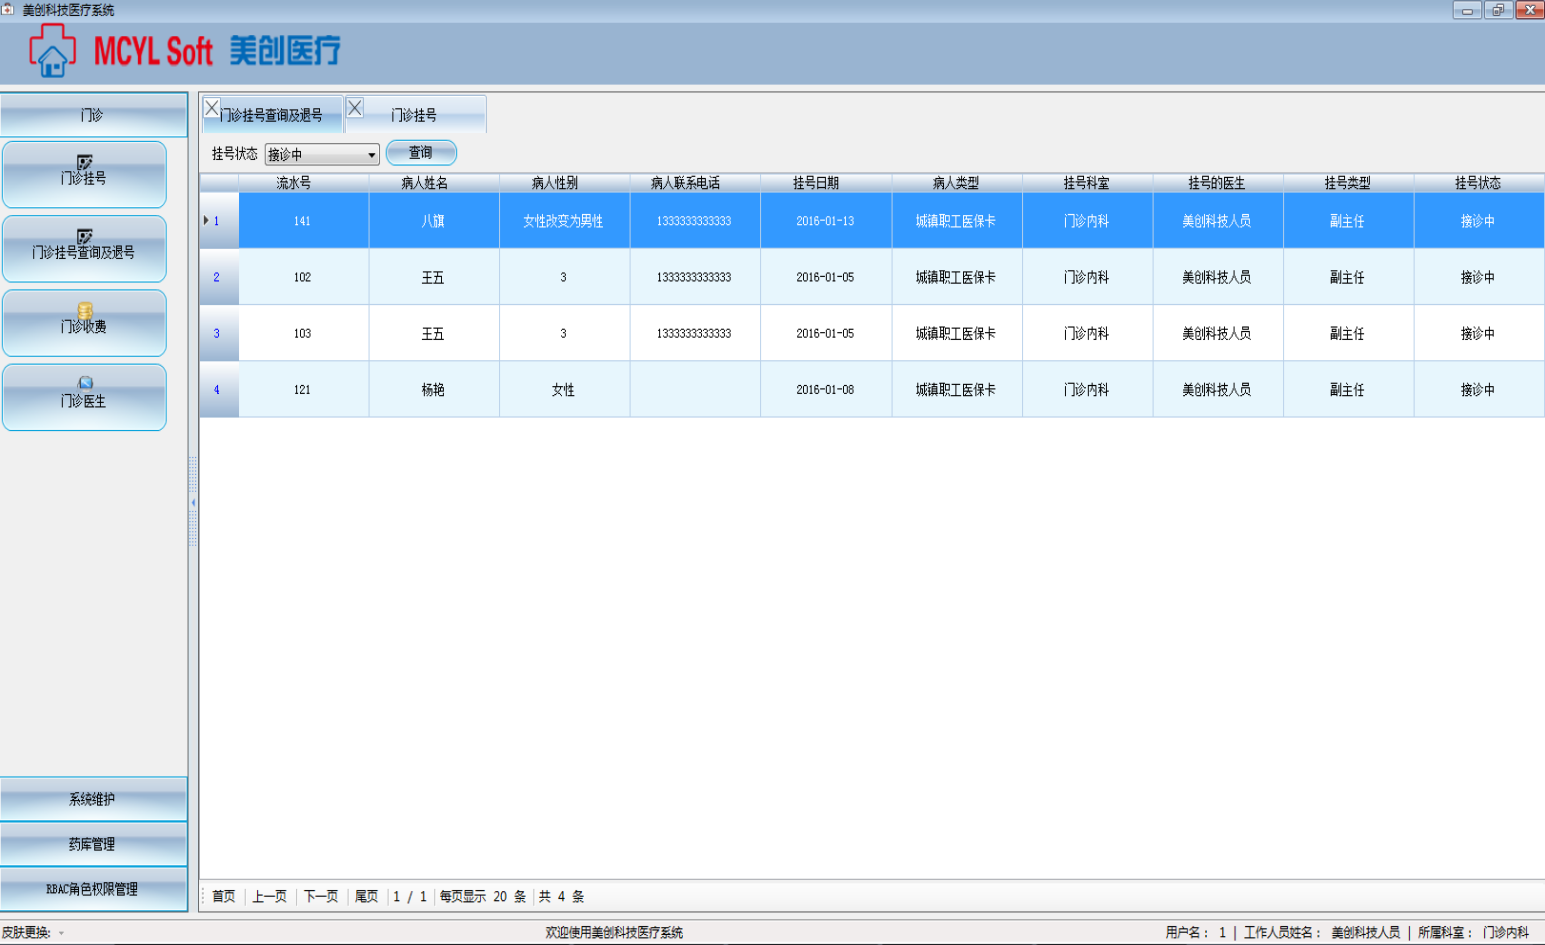 美创科技医疗系统
MCYL Soft 美创医疗
门诊
门诊挂号
门诊挂号查询及退号
门诊收费
门诊医生
系统维护
药库管理
RBAC角色权限管理
门诊挂号查询及退号 门诊挂号
挂号状态 接诊中 查询
流水号 病人姓名 病人性别 病人联系电话 挂号日期 病人类型 挂号科室 挂号的医生 挂号类型 挂号状态
1 141 八旗 女性改变为男性 1333333333333 2016-01-13 城镇职工医保卡 门诊内科 美创科技人员 副主任 接诊中
2 102 王五 3 1333333333333 2016-01-05 城镇职工医保卡 门诊内科 美创科技人员 副主任 接诊中
3 103 王五 3 1333333333333 2016-01-05 城镇职工医保卡 门诊内科 美创科技人员 副主任 接诊中
4 121 杨艳 女性 2016-01-08 城镇职工医保卡 门诊内科 美创科技人员 副主任 接诊中
首页 上一页 下一页 尾页 1 / 1 每页显示 20 条 共 4 条
皮肤更换: 欢迎使用美创科技医疗系统 用户名： 1 | 工作人员姓名： 美创科技人员 | 所属科室： 门诊内科